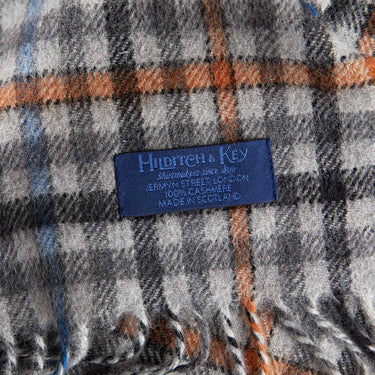 HILDITCH & KEY
Shirtmakers since 1899
JERMYN STREET, LONDON
100% CASHMERE
MADE IN SCOTLAND